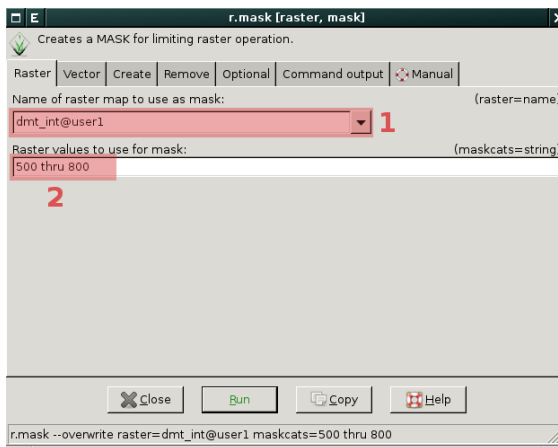 E r.mask [raster, mask]
Creates a MASK for limiting raster operation.
Raster Vector Create Remove Optional Command output Manual
Name of raster map to use as mask: (raster=name)
dmt_int@user1 1
Raster values to use for mask: (maskcats=string)
500 thru 800
2
Close Run Copy Help
r.mask --overwrite raster=dmt_int@user1 maskcats=500 thru 800